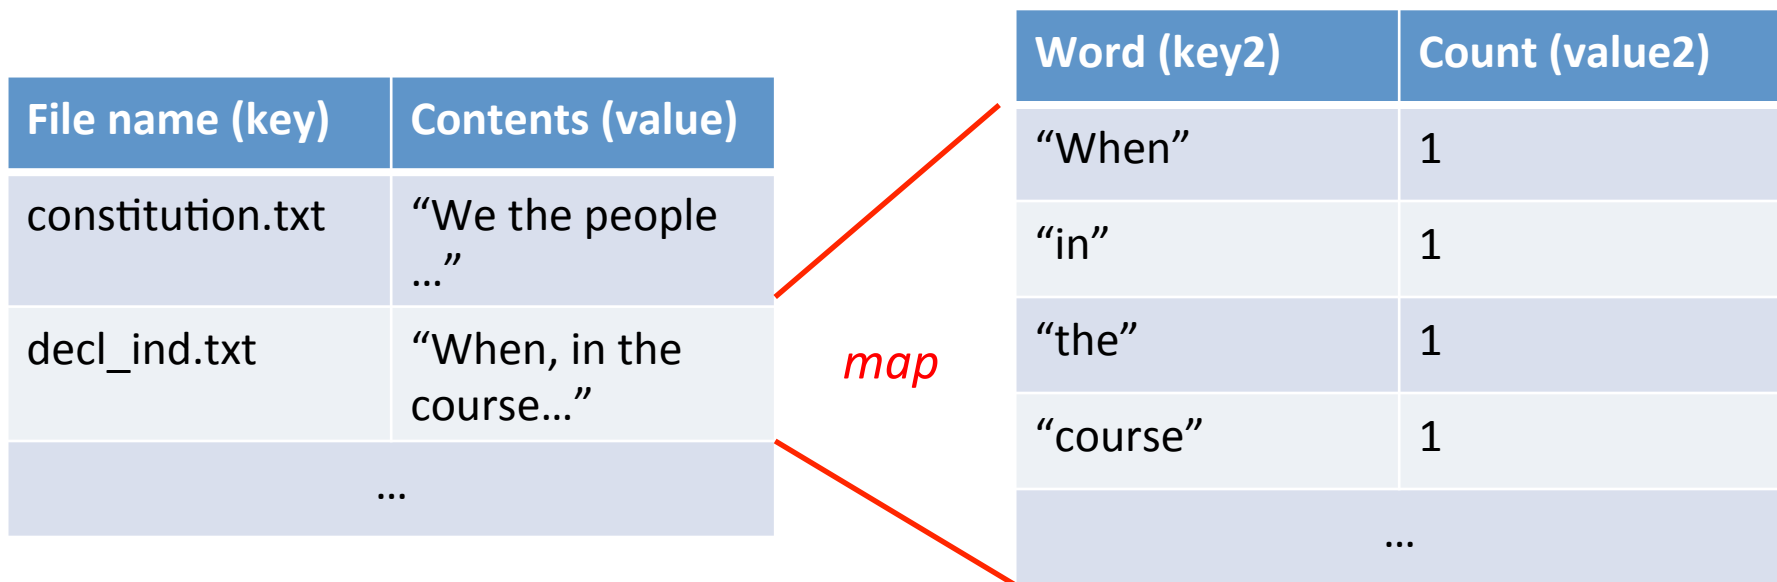 File name (key) Contents (value)
constitution.txt “We the people
…”
decl_ind.txt “When, in the
course…”
…
map
Word (key2) Count (value2)
“When” 1
“in” 1
“the” 1
“course” 1
…